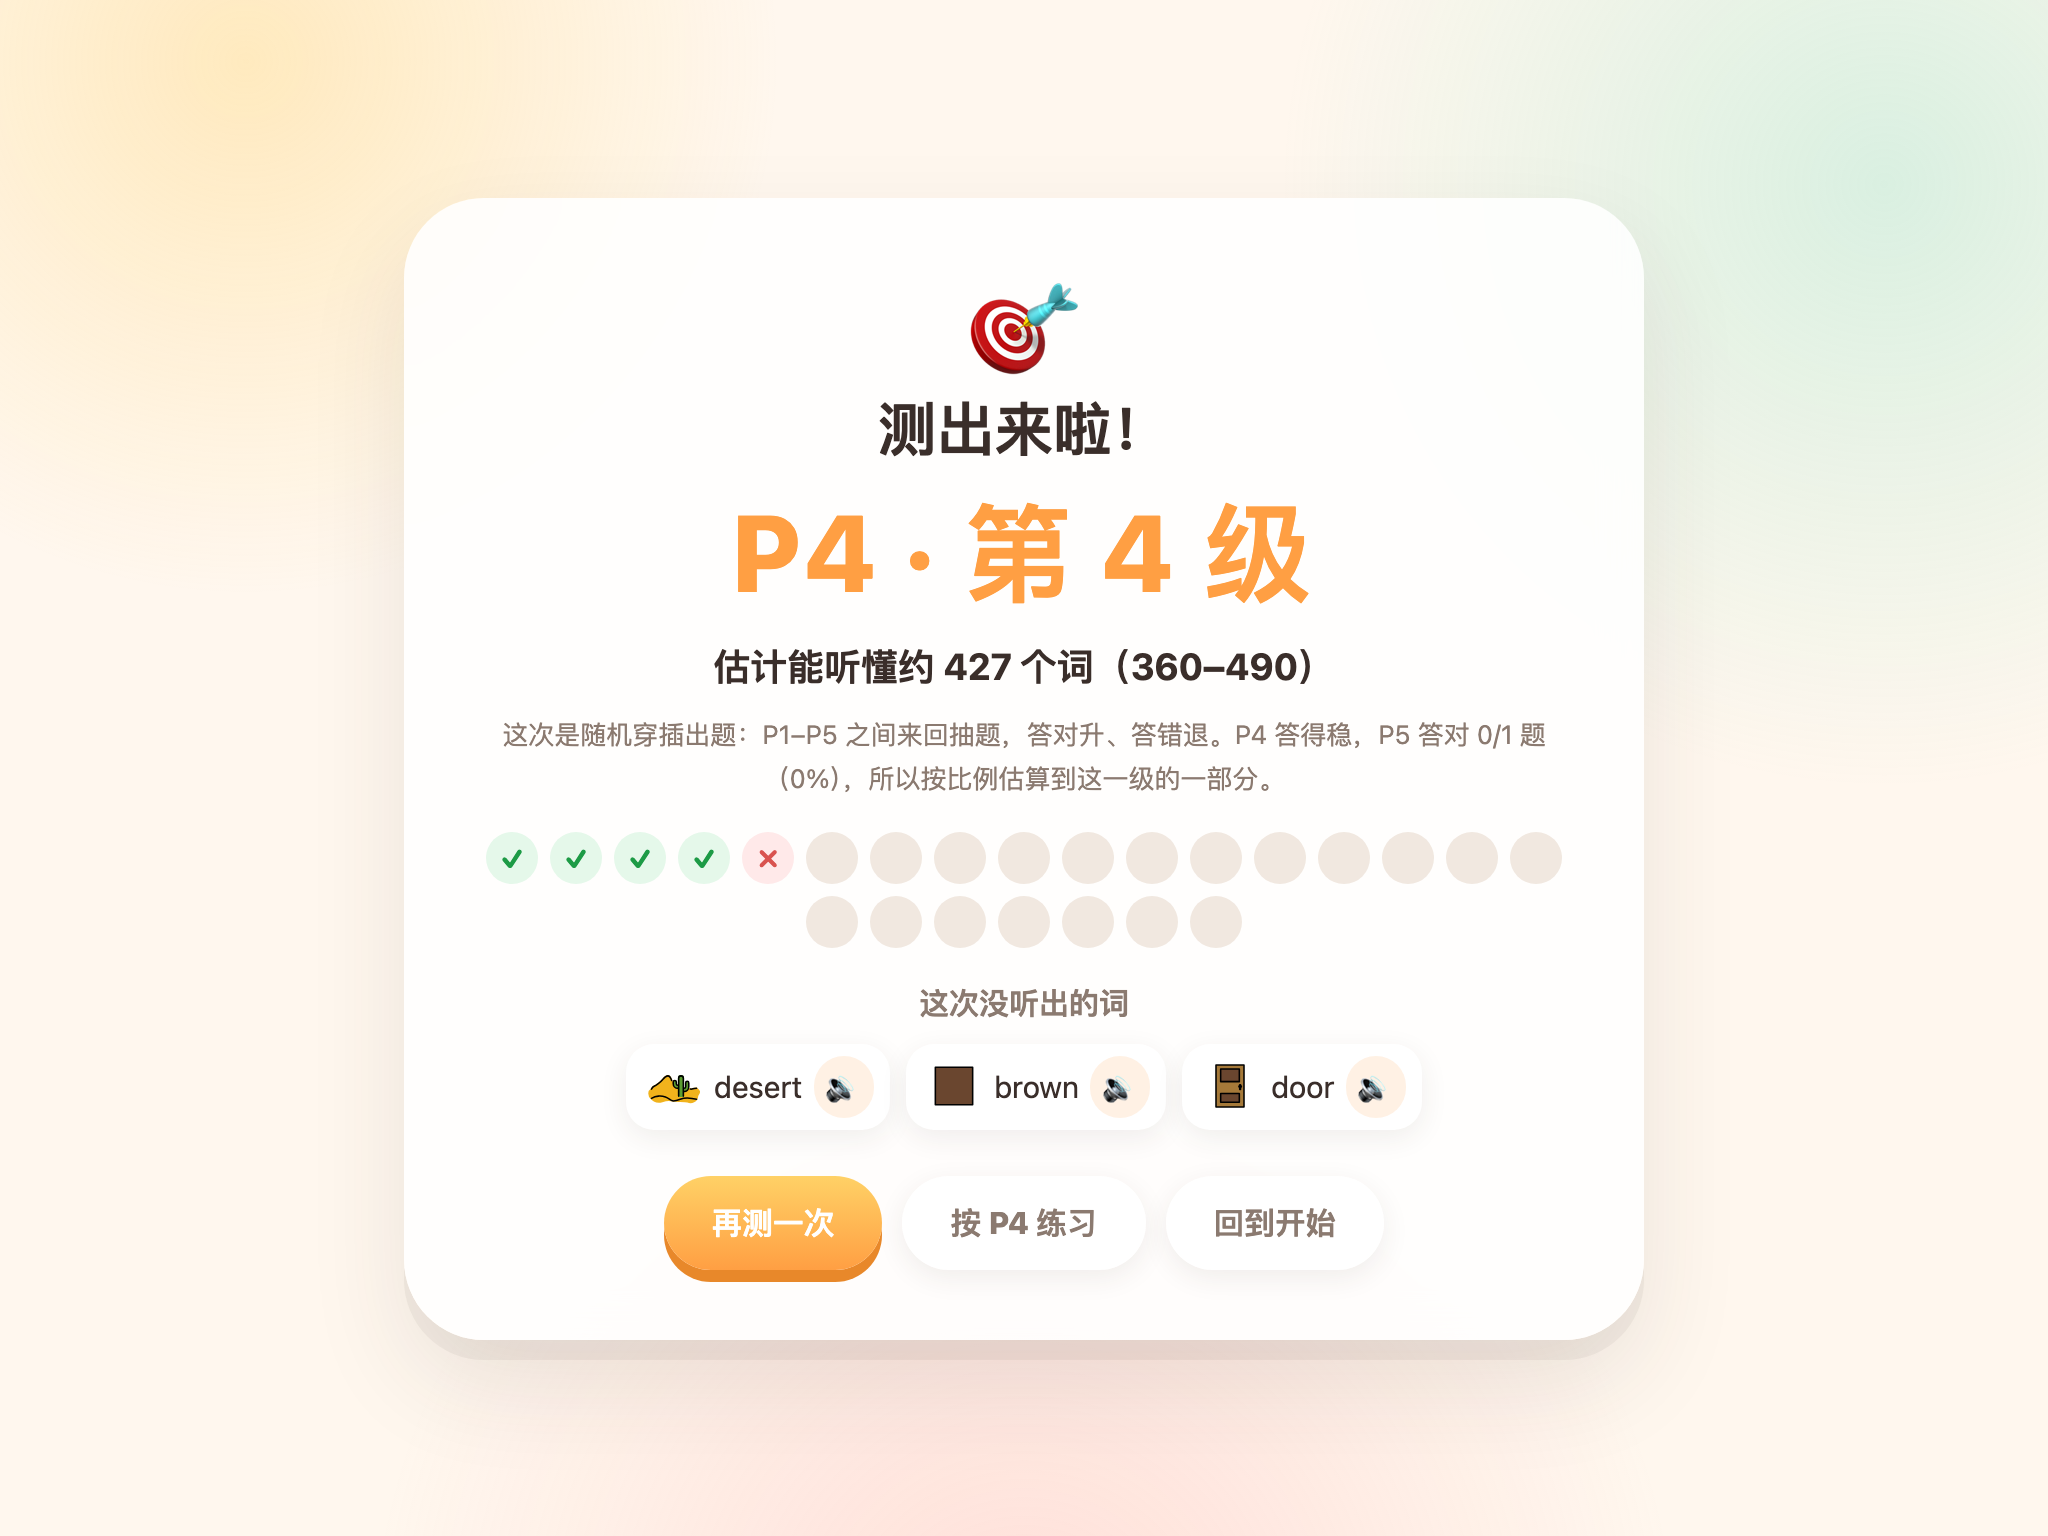 测出来啦！
P4 · 第 4 级
估计能听懂约 427 个词（360–490）
这次是随机穿插出题：P1–P5 之间来回抽题，答对升、答错退。P4 答得稳，P5 答对 0/1 题
（0%），所以按比例估算到这一级的一部分。
这次没听出的词
desert
brown
door
再测一次
按 P4 练习
回到开始